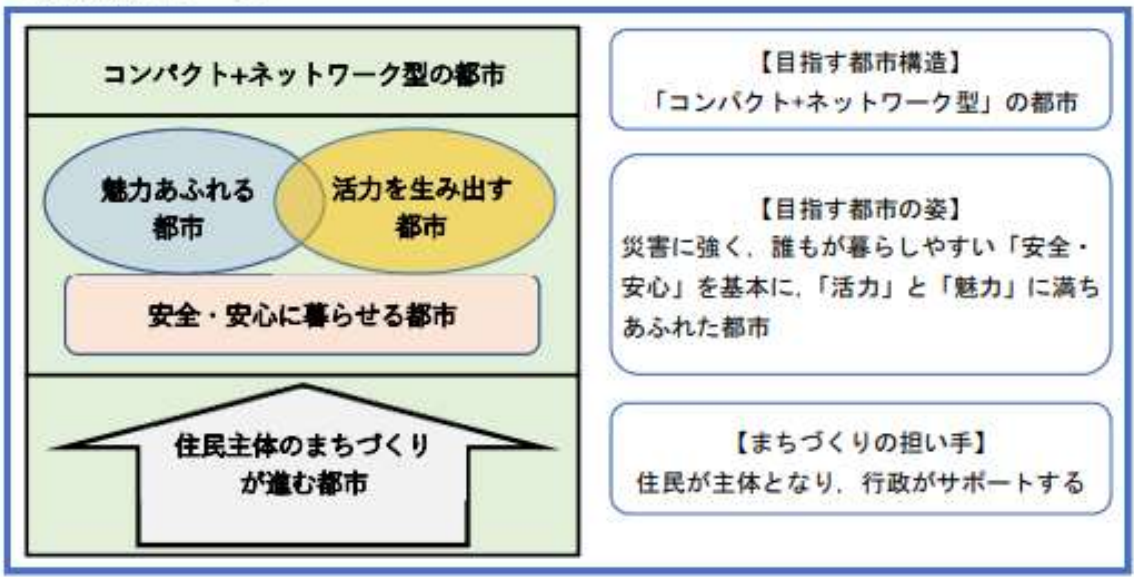 コンパクト+ネットワーク型の都市
【目指す都市構造】
「コンパクト+ネットワーク型」の都市
魅力あふれる
都市
活力を生み出す
都市
安全・安心に暮らせる都市
【目指す都市の姿】
災害に強く，誰もが暮らしやすい「安全・
安心」を基本に，「活力」と「魅力」に満ち
あふれた都市
住民主体のまちづくり
が進む都市
【まちづくりの担い手】
住民が主体となり，行政がサポートする